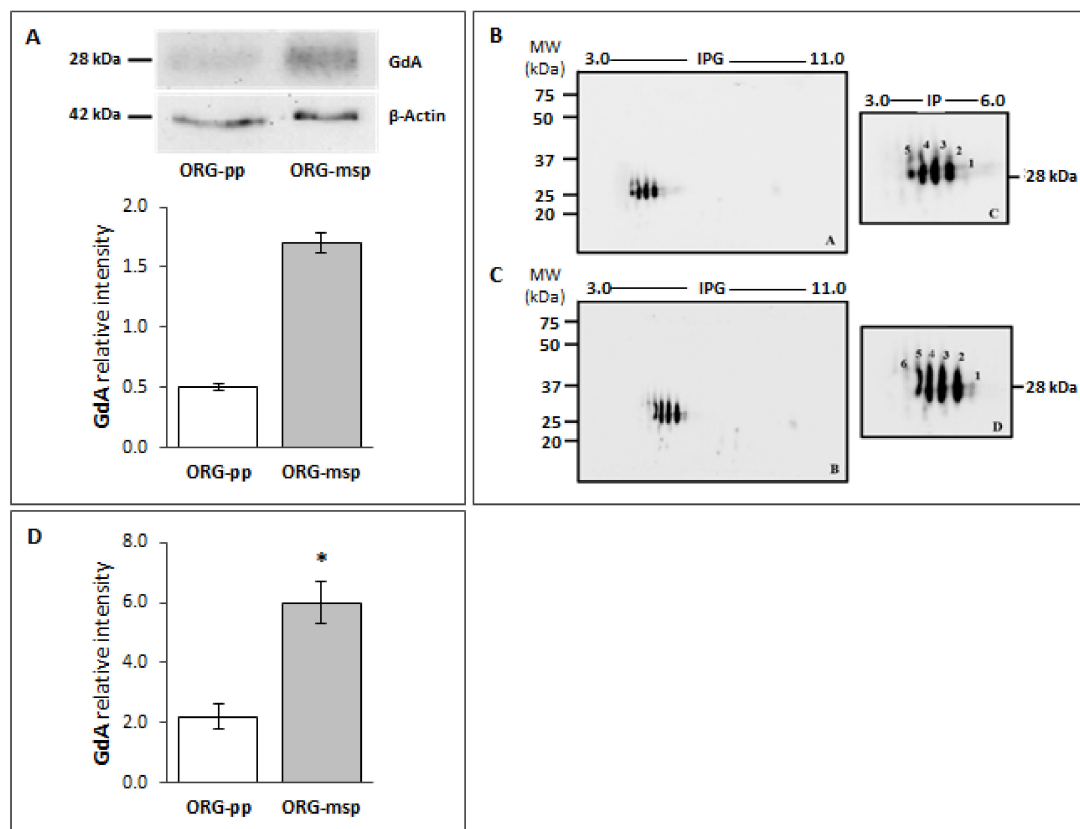 A
28 kDa
GdA
42 kDa
β-Actin
ORG-pp ORG-msp
GdA relative intensity
2.0
1.5
1.0
0.5
0.0
ORG-pp ORG-msp
B
MW
(kDa)
3.0 IPG 11.0
75
50
37
25
20
A
3.0 IP 6.0
5 4 3 2 1
28 kDa
C
C
MW
(kDa)
3.0 IPG 11.0
75
50
37
25
20
B
6 5 4 3 2 1
28 kDa
D
D
GdA relative intensity
8.0
6.0
4.0
2.0
0.0
*
ORG-pp ORG-msp